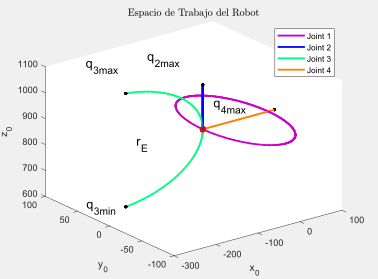 Espacio de Trabajo del Robot
Joint 1
Joint 2
Joint 3
Joint 4
q2max
q3max
q4max
rE
q3min
z0
1100
1000
900
800
700
600
y0
50
0
-50
-100
x0
-300
-200
-100
0
100